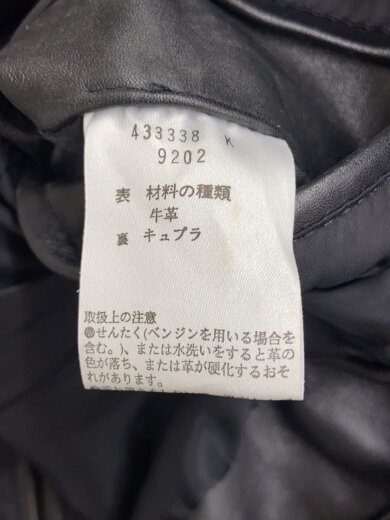 433338 K
9202
表 材料の種類
牛革
裏 キュプラ
取扱上の注意
せんたく(ベンジンを用いる場合を
含む。)、または水洗いをすると革の
色が落ち、または革が硬化するおそ
れがあります。